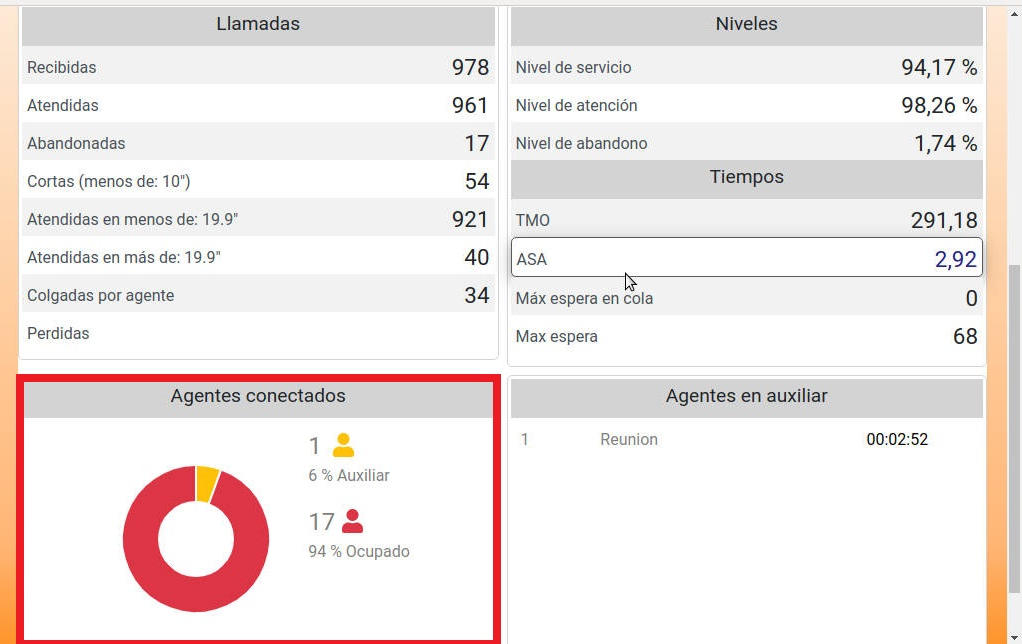 Llamadas
Recibidas 978
Atendidas 961
Abandonadas 17
Cortas (menos de: 10") 54
Atendidas en menos de: 19.9" 921
Atendidas en más de: 19.9" 40
Colgadas por agente 34
Perdidas
Niveles
Nivel de servicio 94,17 %
Nivel de atención 98,26 %
Nivel de abandono 1,74 %
Tiempos
TMO 291,18
ASA 2,92
Máx espera en cola 0
Max espera 68
Agentes conectados
1
6 % Auxiliar
17
94 % Ocupado
Agentes en auxiliar
1 Reunion 00:02:52